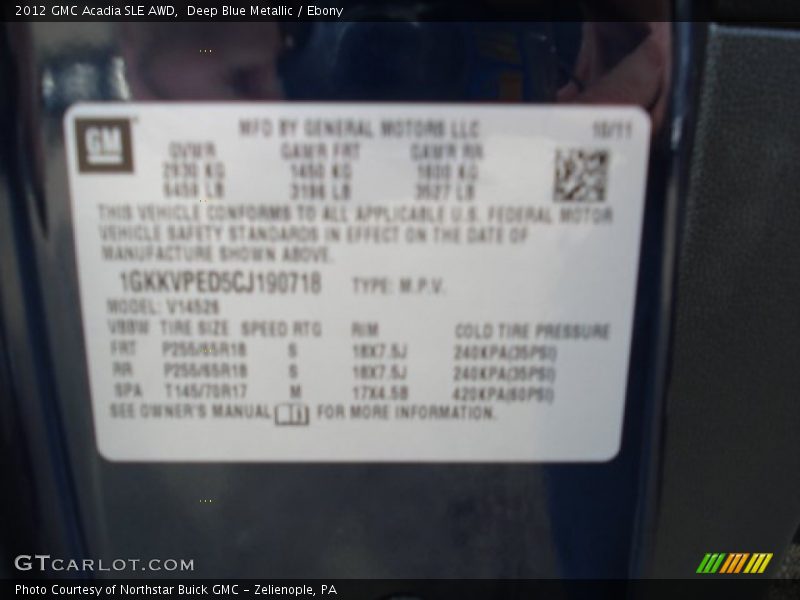 2012 GMC Acadia SLE AWD,  Deep Blue Metallic / Ebony
GM MFD BY GENERAL MOTORS LLC 10/11
GVWR GAWR FRT GAWR RR
2930 KG 1450 KG 1600 KG
6459 LB 3196 LB 3527 LB
THIS VEHICLE CONFORMS TO ALL APPLICABLE U.S. FEDERAL MOTOR
VEHICLE SAFETY STANDARDS IN EFFECT ON THE DATE OF
MANUFACTURE SHOWN ABOVE.
1GKKVPED5CJ190718 TYPE: M.P.V.
MODEL: V14526
TIRE SIZE SPEED RTG RIM COLD TIRE PRESSURE
FRT P255/65R18 S 18X7.5J 240KPA(35PSI)
RR P255/65R18 S 18X7.5J 240KPA(35PSI)
SPA T145/70R17 M 17X4.5B 420KPA(60PSI)
SEE OWNER'S MANUAL FOR MORE INFORMATION.
GTCARLOT.COM
Photo Courtesy of Northstar Buick GMC - Zelienople, PA